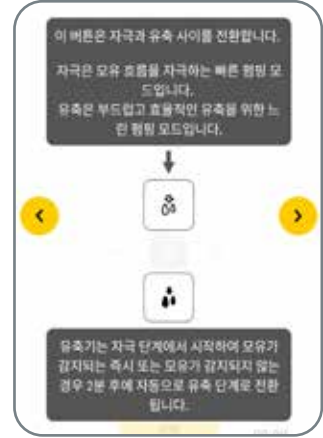 이 버튼은 자극과 유축 사이를 전환합니다.
자극은 모유 흐름을 자극하는 빠른 펌핑 모
드입니다.
유축은 부드럽고 효율적인 유축을 위한 느
린 펌핑 모드입니다.
유축기는 자극 단계에서 시작하여 모유가
감지되는 즉시 또는 모유가 감지되지 않는
경우 2분 후에 자동으로 유축 단계로 전환
됩니다.